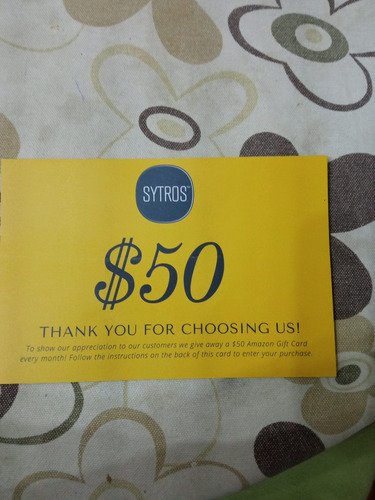 SYTROS™
$50
THANK YOU FOR CHOOSING US!
To show our appreciation to our customers we give away a $50 Amazon Gift Card
every month! Follow the instructions on the back of this card to enter your purchase.